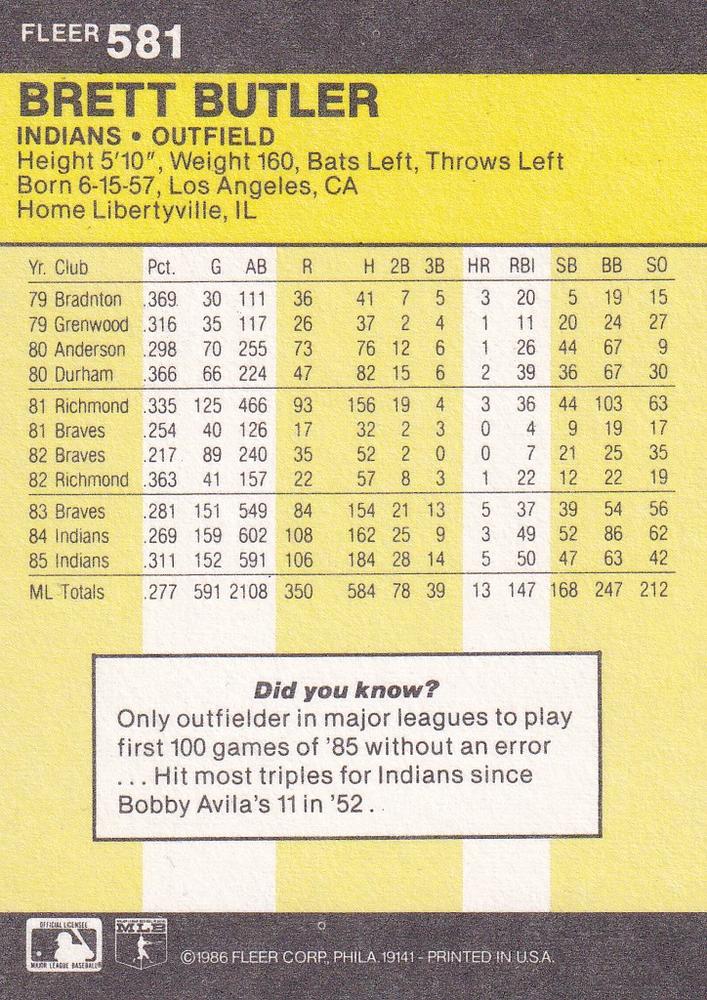 FLEER 581
BRETT BUTLER
INDIANS • OUTFIELD
Height 5'10", Weight 160, Bats Left, Throws Left
Born 6-15-57, Los Angeles, CA
Home Libertyville, IL
Yr. Club Pct. G AB R H 2B 3B HR RBI SB BB SO
79 Bradnton .369 30 111 36 41 7 5 3 20 5 19 15
79 Grenwood .316 35 117 26 37 2 4 1 11 20 24 27
80 Anderson .298 70 255 73 76 12 6 1 26 44 67 9
80 Durham .366 66 224 47 82 15 6 2 39 36 67 30
81 Richmond .335 125 466 93 156 19 4 3 36 44 103 63
81 Braves .254 40 126 17 32 2 3 0 4 9 19 17
82 Braves .217 89 240 35 52 2 0 0 7 21 25 35
82 Richmond .363 41 157 22 57 8 3 1 22 12 22 19
83 Braves .281 151 549 84 154 21 13 5 37 39 54 56
84 Indians .269 159 602 108 162 25 9 3 49 52 86 62
85 Indians .311 152 591 106 184 28 14 5 50 47 63 42
ML Totals .277 591 2108 350 584 78 39 13 147 168 247 212
Did you know?
Only outfielder in major leagues to play
first 100 games of '85 without an error
... Hit most triples for Indians since
Bobby Avila's 11 in '52.
OFFICIAL LICENSEE
MAJOR LEAGUE BASEBALL
MLB
©1986 FLEER CORP., PHILA. 19141 - PRINTED IN U.S.A.